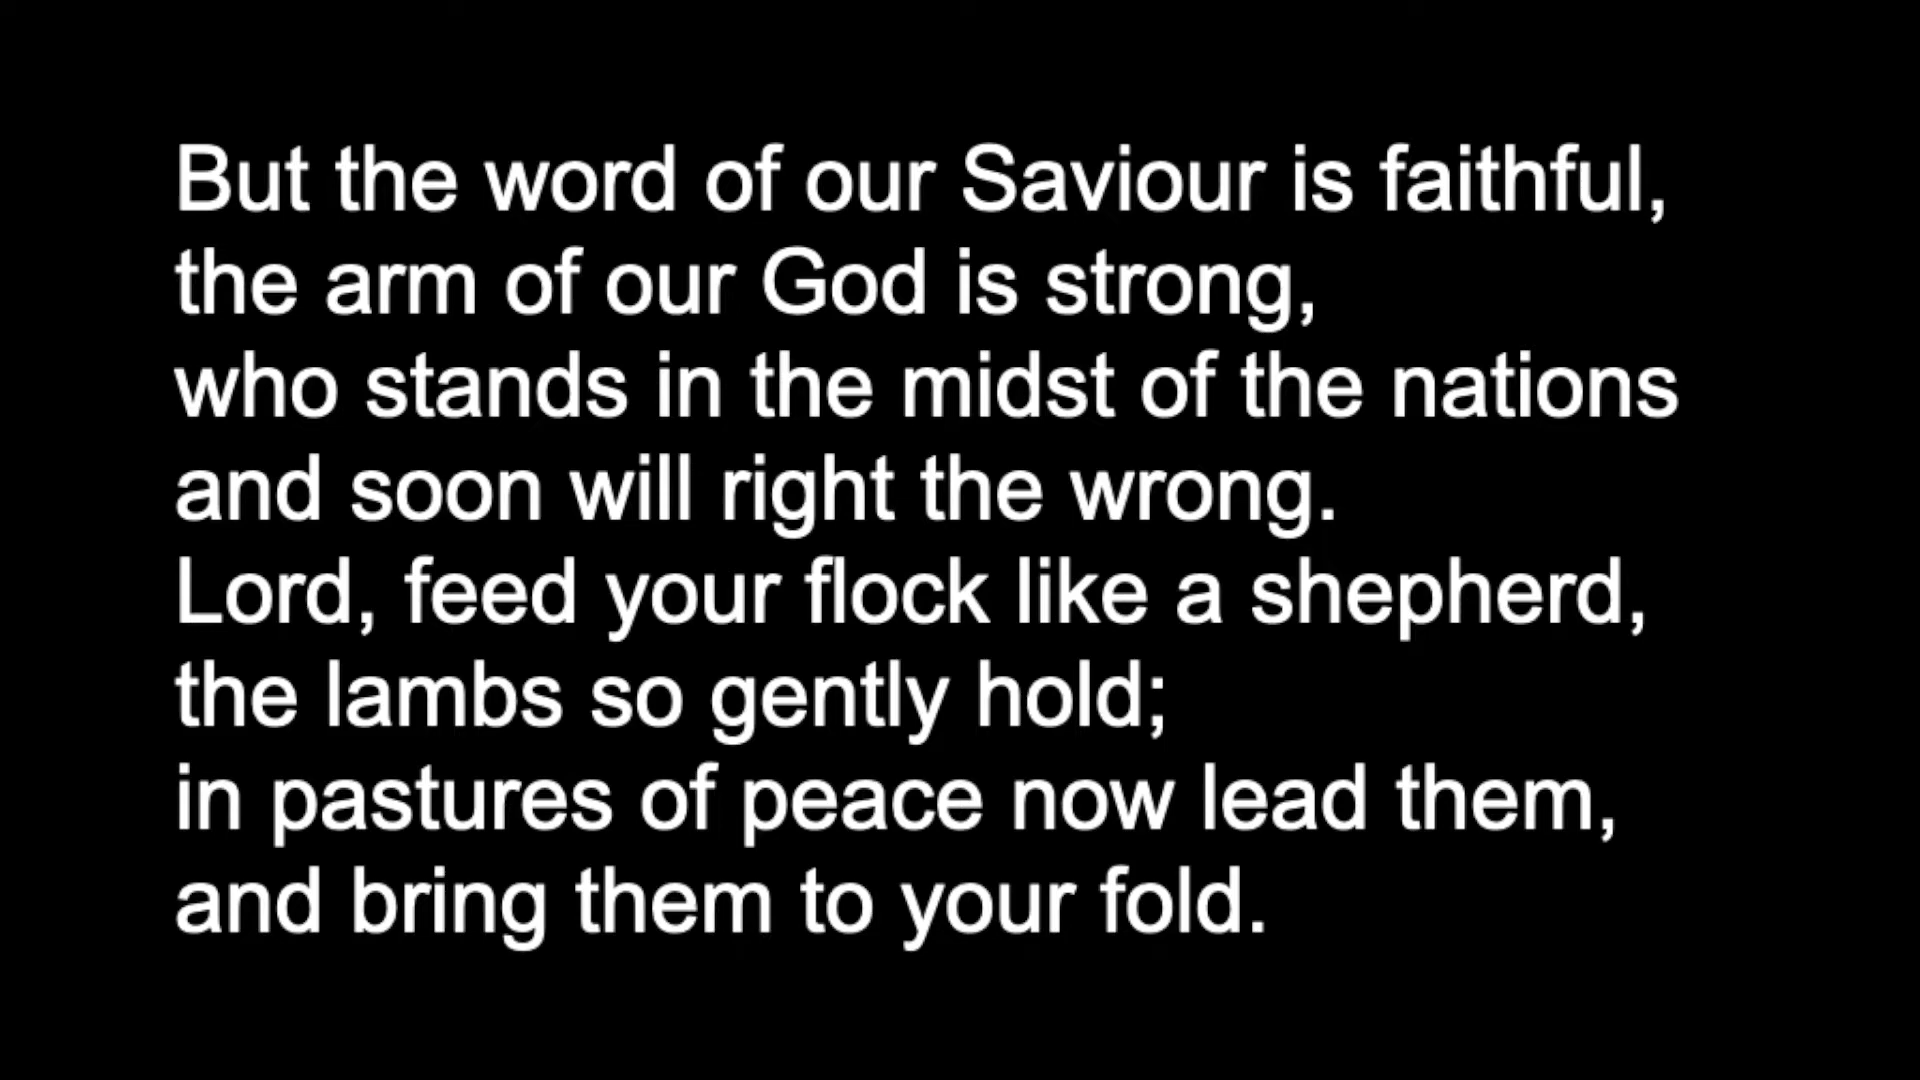 But the word of our Saviour is faithful,
the arm of our God is strong,
who stands in the midst of the nations
and soon will right the wrong.
Lord, feed your flock like a shepherd,
the lambs so gently hold;
in pastures of peace now lead them,
and bring them to your fold.